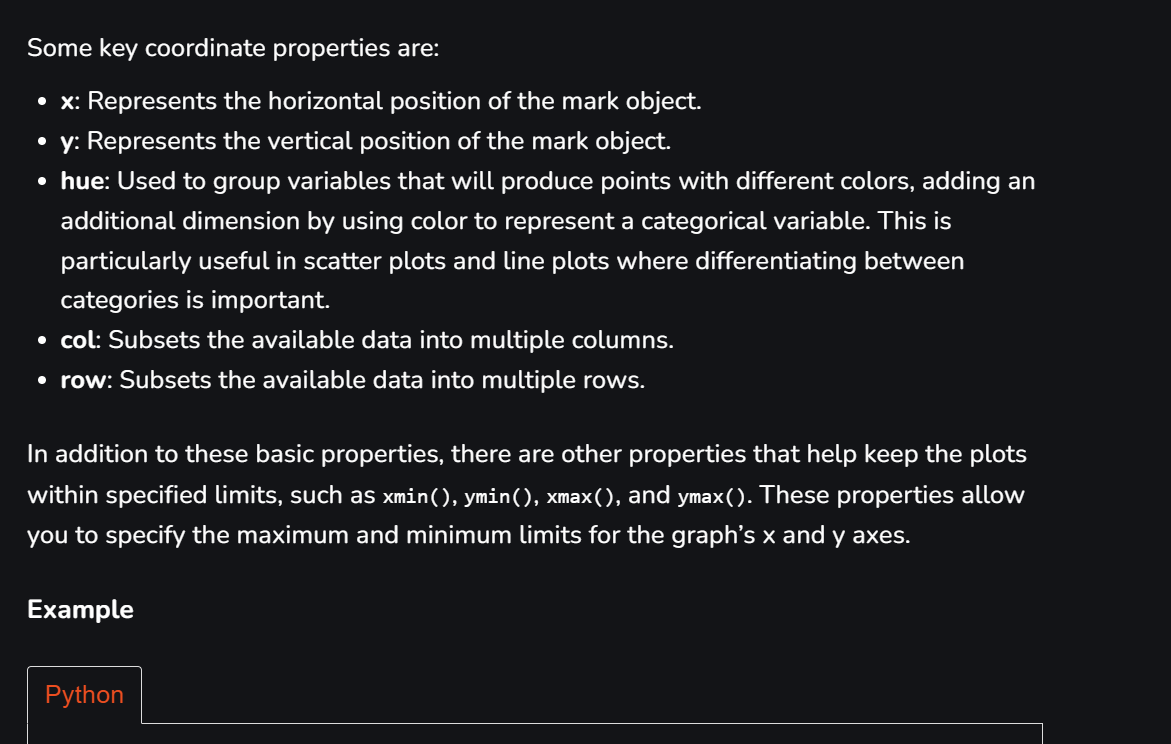 Some key coordinate properties are:
• x: Represents the horizontal position of the mark object.
• y: Represents the vertical position of the mark object.
• hue: Used to group variables that will produce points with different colors, adding an
additional dimension by using color to represent a categorical variable. This is
particularly useful in scatter plots and line plots where differentiating between
categories is important.
• col: Subsets the available data into multiple columns.
• row: Subsets the available data into multiple rows.
In addition to these basic properties, there are other properties that help keep the plots
within specified limits, such as xmin(), ymin(), xmax(), and ymax(). These properties allow
you to specify the maximum and minimum limits for the graph’s x and y axes.
Example
Python